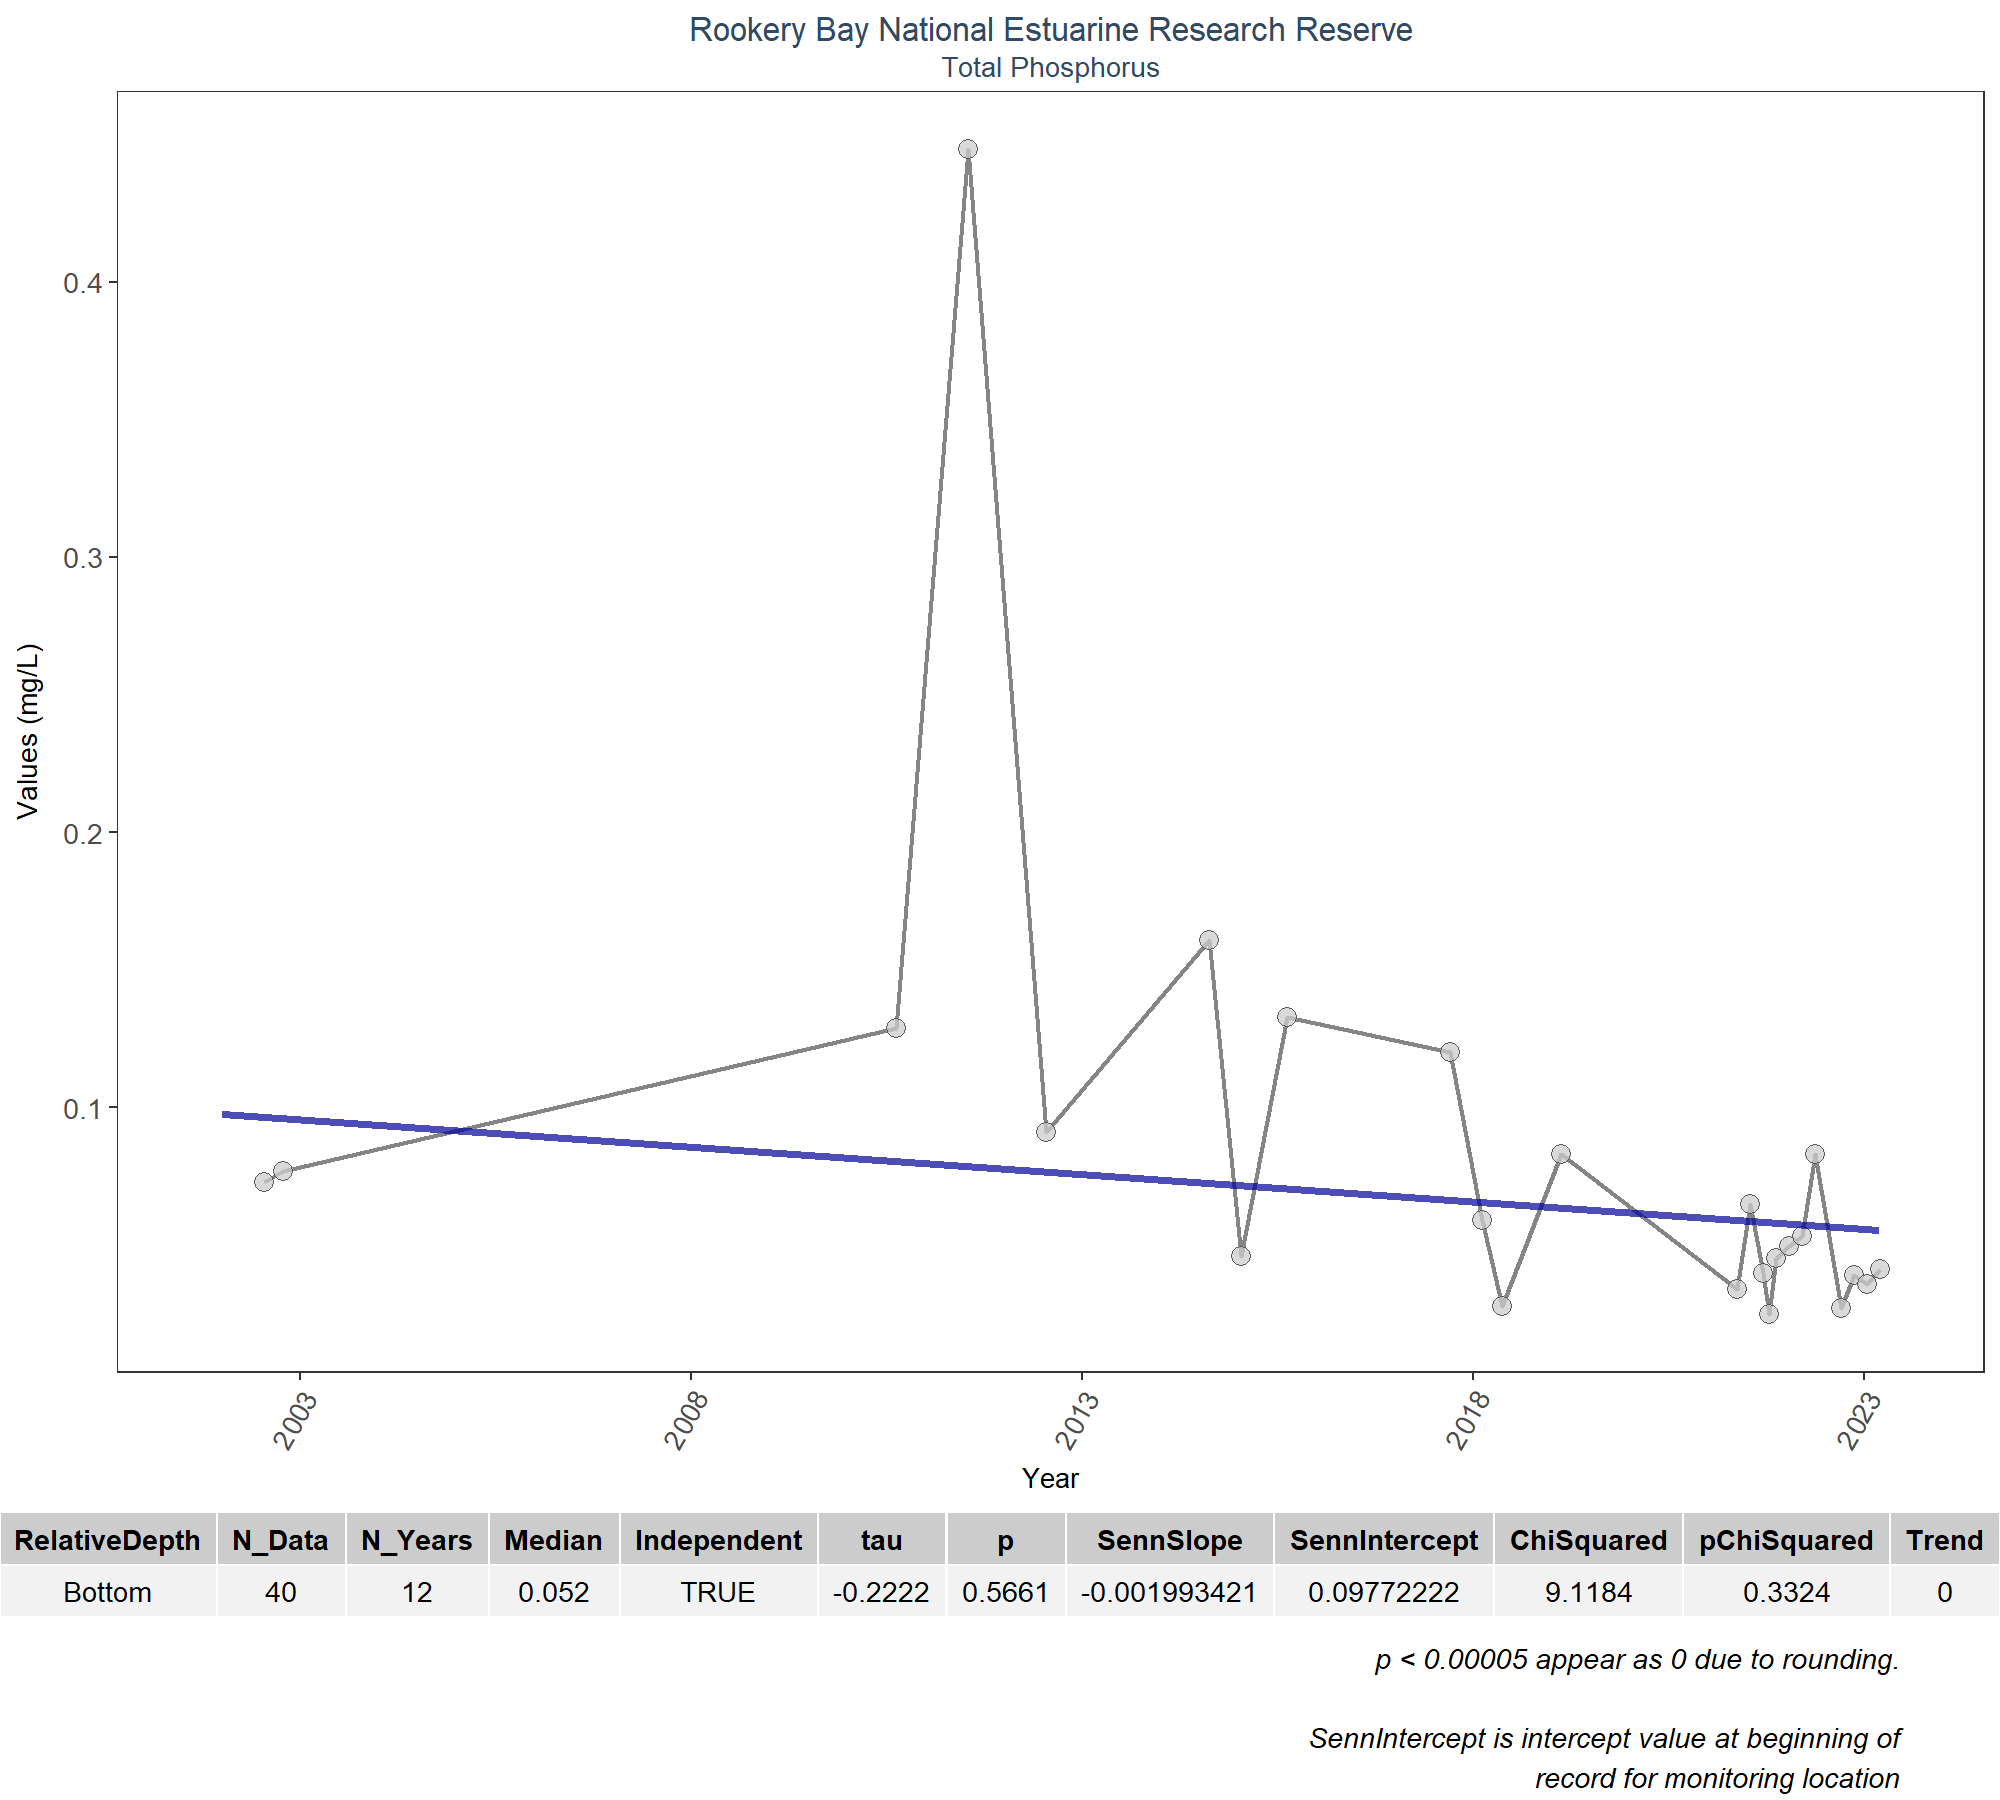 Rookery Bay National Estuarine Research Reserve
Total Phosphorus
Values (mg/L)
0.4
0.3
0.2
0.1
2003 2008 2013 2018 2023
Year
RelativeDepth N_Data N_Years Median Independent tau p SennSlope SennIntercept ChiSquared pChiSquared Trend
Bottom 40 12 0.052 TRUE -0.2222 0.5661 -0.001993421 0.09772222 9.1184 0.3324 0
p < 0.00005 appear as 0 due to rounding.
SennIntercept is intercept value at beginning of
record for monitoring location